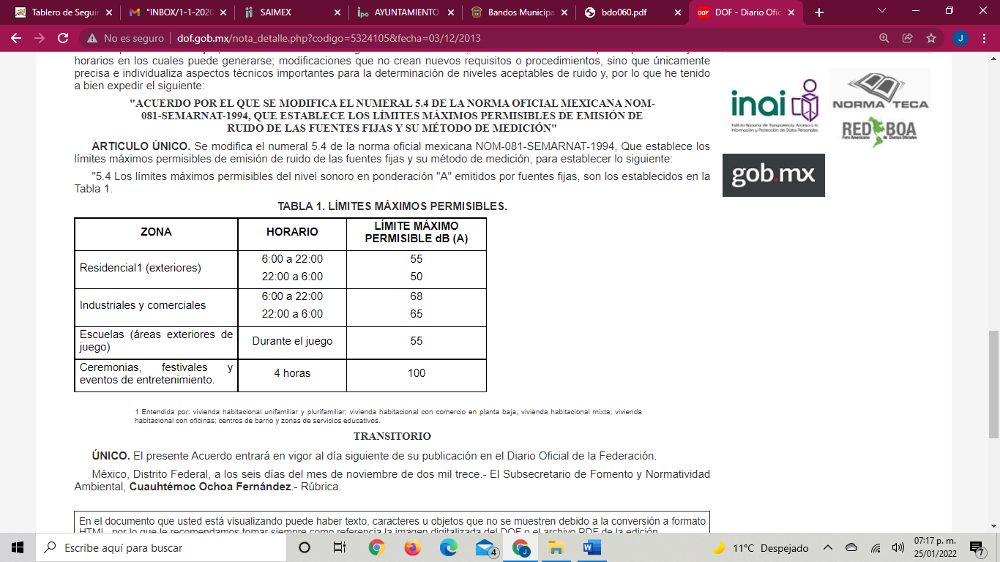 Tablero de Seguir
"INBOX/1-1-2020
SAIMEX
AYUNTAMIENTO
Bandos Municipa
bdo060.pdf
DOF - Diario Ofic
No es seguro
dof.gob.mx/nota_detalle.php?codigo=5324105&fecha=03/12/2013
J
horarios en los cuales puede generarse; modificaciones que no crean nuevos requisitos o procedimientos, sino que únicamente
precisa e individualiza aspectos técnicos importantes para la determinación de niveles aceptables de ruido y, por lo que he tenido
a bien expedir el siguiente:
"ACUERDO POR EL QUE SE MODIFICA EL NUMERAL 5.4 DE LA NORMA OFICIAL MEXICANA NOM-
081-SEMARNAT-1994, QUE ESTABLECE LOS LÍMITES MÁXIMOS PERMISIBLES DE EMISIÓN DE
RUIDO DE LAS FUENTES FIJAS Y SU MÉTODO DE MEDICIÓN"
ARTICULO ÚNICO. Se modifica el numeral 5.4 de la norma oficial mexicana NOM-081-SEMARNAT-1994, Que establece los
límites máximos permisibles de emisión de ruido de las fuentes fijas y su método de medición, para establecer lo siguiente:
"5.4 Los límites máximos permisibles del nivel sonoro en ponderación "A" emitidos por fuentes fijas, son los establecidos en la
Tabla 1.
TABLA 1. LÍMITES MÁXIMOS PERMISIBLES.
ZONA
HORARIO
LÍMITE MÁXIMO
PERMISIBLE dB (A)
Residencial1 (exteriores)
6:00 a 22:00
55
22:00 a 6:00
50
Industriales y comerciales
6:00 a 22:00
68
22:00 a 6:00
65
Escuelas (áreas exteriores de
juego)
Durante el juego
55
Ceremonias, festivales y
eventos de entretenimiento.
4 horas
100
1 Entendida por: vivienda habitacional unifamiliar y plurifamiliar; vivienda habitacional con comercio en planta baja; vivienda habitacional mixta; vivienda
habitacional con oficinas; centros de barrio y zonas de servicios educativos.
TRANSITORIO
ÚNICO. El presente Acuerdo entrará en vigor al día siguiente de su publicación en el Diario Oficial de la Federación.
México, Distrito Federal, a los seis días del mes de noviembre de dos mil trece.- El Subsecretario de Fomento y Normatividad
Ambiental, Cuauhtémoc Ochoa Fernández.- Rúbrica.
En el documento que usted está visualizando puede haber texto, caracteres u objetos que no se muestren debido a la conversión a formato
HTML, por lo que le recomendamos tomar siempre como referencia la imagen digitalizada del DOF o el archivo PDF de la edición.
inai
Instituto Nacional de Transparencia, Acceso a la
Información y Protección de Datos Personales
NORMA TECA
RED BOA
Foro Americano de Diarios Oficiales
gob.mx
Escribe aquí para buscar
4
J
11°C Despejado
07:17 p. m.
25/01/2022
7